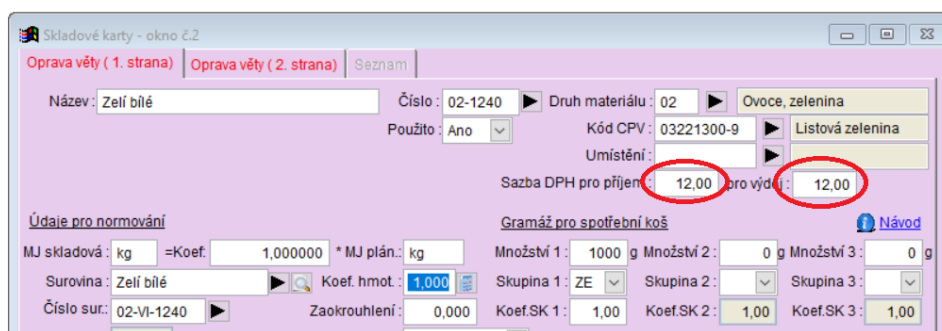 Skladové karty - okno č.2
Oprava věty ( 1. strana) Oprava věty ( 2. strana) Seznam
Název : Zelí bílé Číslo : 02-1240 Druh materiálu : 02 Ovoce, zelenina
Použito : Ano Kód CPV : 03221300-9 Listová zelenina
Umístění :
Sazba DPH pro příjem : 12,00 pro výdej : 12,00
Údaje pro normování Gramáž pro spotřební koš Návod
MJ skladová : kg =Koef: 1,000000 * MJ plán.: kg Množství 1 : 1000 g Množství 2 : 0 g Množství 3 : 0 g
Surovina : Zelí bílé Koef. hmot. : 1,000 Skupina 1 : ZE Skupina 2 : Skupina 3 :
Číslo sur.: 02-VI-1240 Zaokrouhlení : 0,000 Koef.SK 1 : 1,00 Koef.SK 2 : 1,00 Koef.SK 3 : 1,00